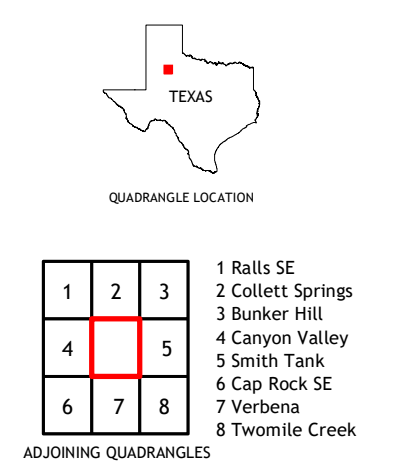 TEXAS
QUADRANGLE LOCATION
1 2 3
4 5
6 7 8
1 Ralls SE
2 Collett Springs
3 Bunker Hill
4 Canyon Valley
5 Smith Tank
6 Cap Rock SE
7 Verbena
8 Twomile Creek
ADJOINING QUADRANGLES